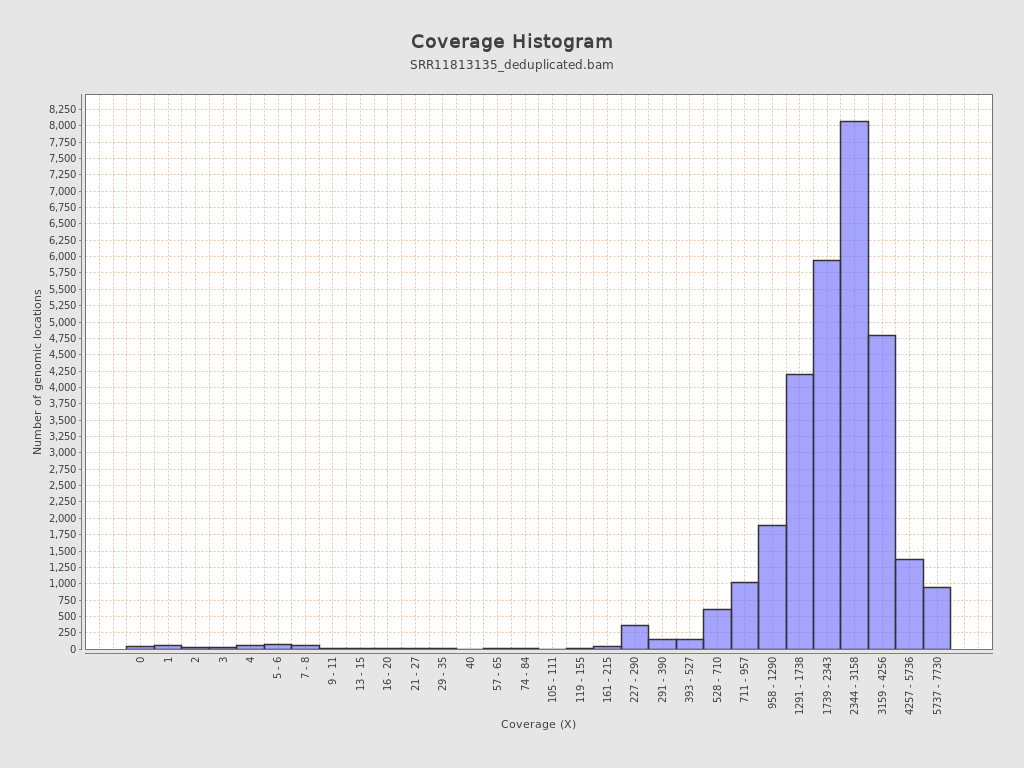 Coverage Histogram
SRR11813135_deduplicated.bam
8,250
8,000
7,750
7,500
7,250
7,000
6,750
6,500
6,250
6,000
5,750
5,500
5,250
5,000
4,750
4,500
4,250
4,000
3,750
3,500
3,250
3,000
2,750
2,500
2,250
2,000
1,750
1,500
1,250
1,000
750
500
250
0
Number of genomic locations
0
1
2
3
4
5 - 6
7 - 8
9 - 11
13 - 15
16 - 20
21 - 27
29 - 35
40
57 - 65
74 - 84
105 - 111
119 - 155
161 - 215
227 - 290
291 - 390
393 - 527
528 - 710
711 - 957
958 - 1290
1291 - 1738
1739 - 2343
2344 - 3158
3159 - 4256
4257 - 5736
5737 - 7730
Coverage (X)